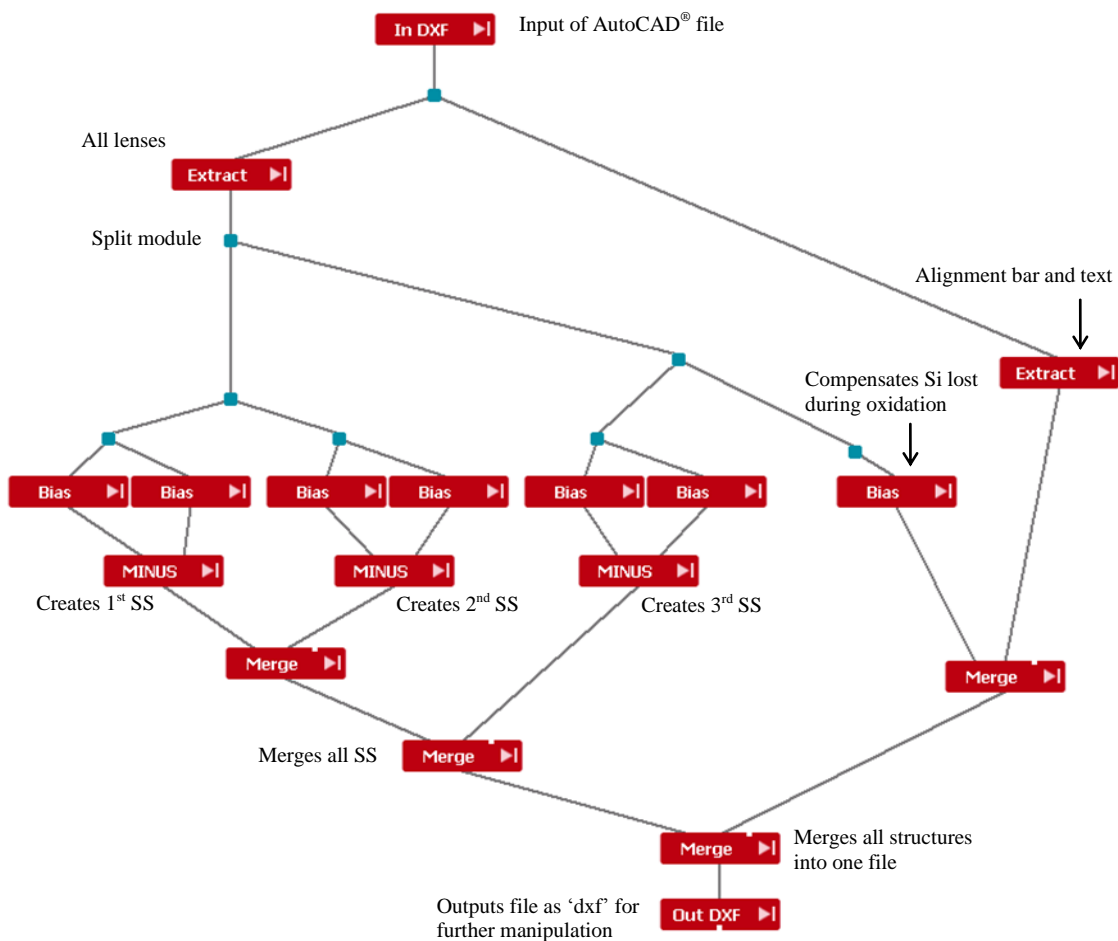 In DXF
Input of AutoCAD® file
All lenses
Extract
Split module
Alignment bar and text
Extract
Compensates Si lost
during oxidation
Bias
Bias
Bias
Bias
Bias
Bias
Bias
MINUS
MINUS
MINUS
Creates 1st SS
Creates 2nd SS
Creates 3rd SS
Merge
Merge
Merges all SS
Merge
Merge
Merges all structures
into one file
Outputs file as ‘dxf’ for
further manipulation
Out DXF